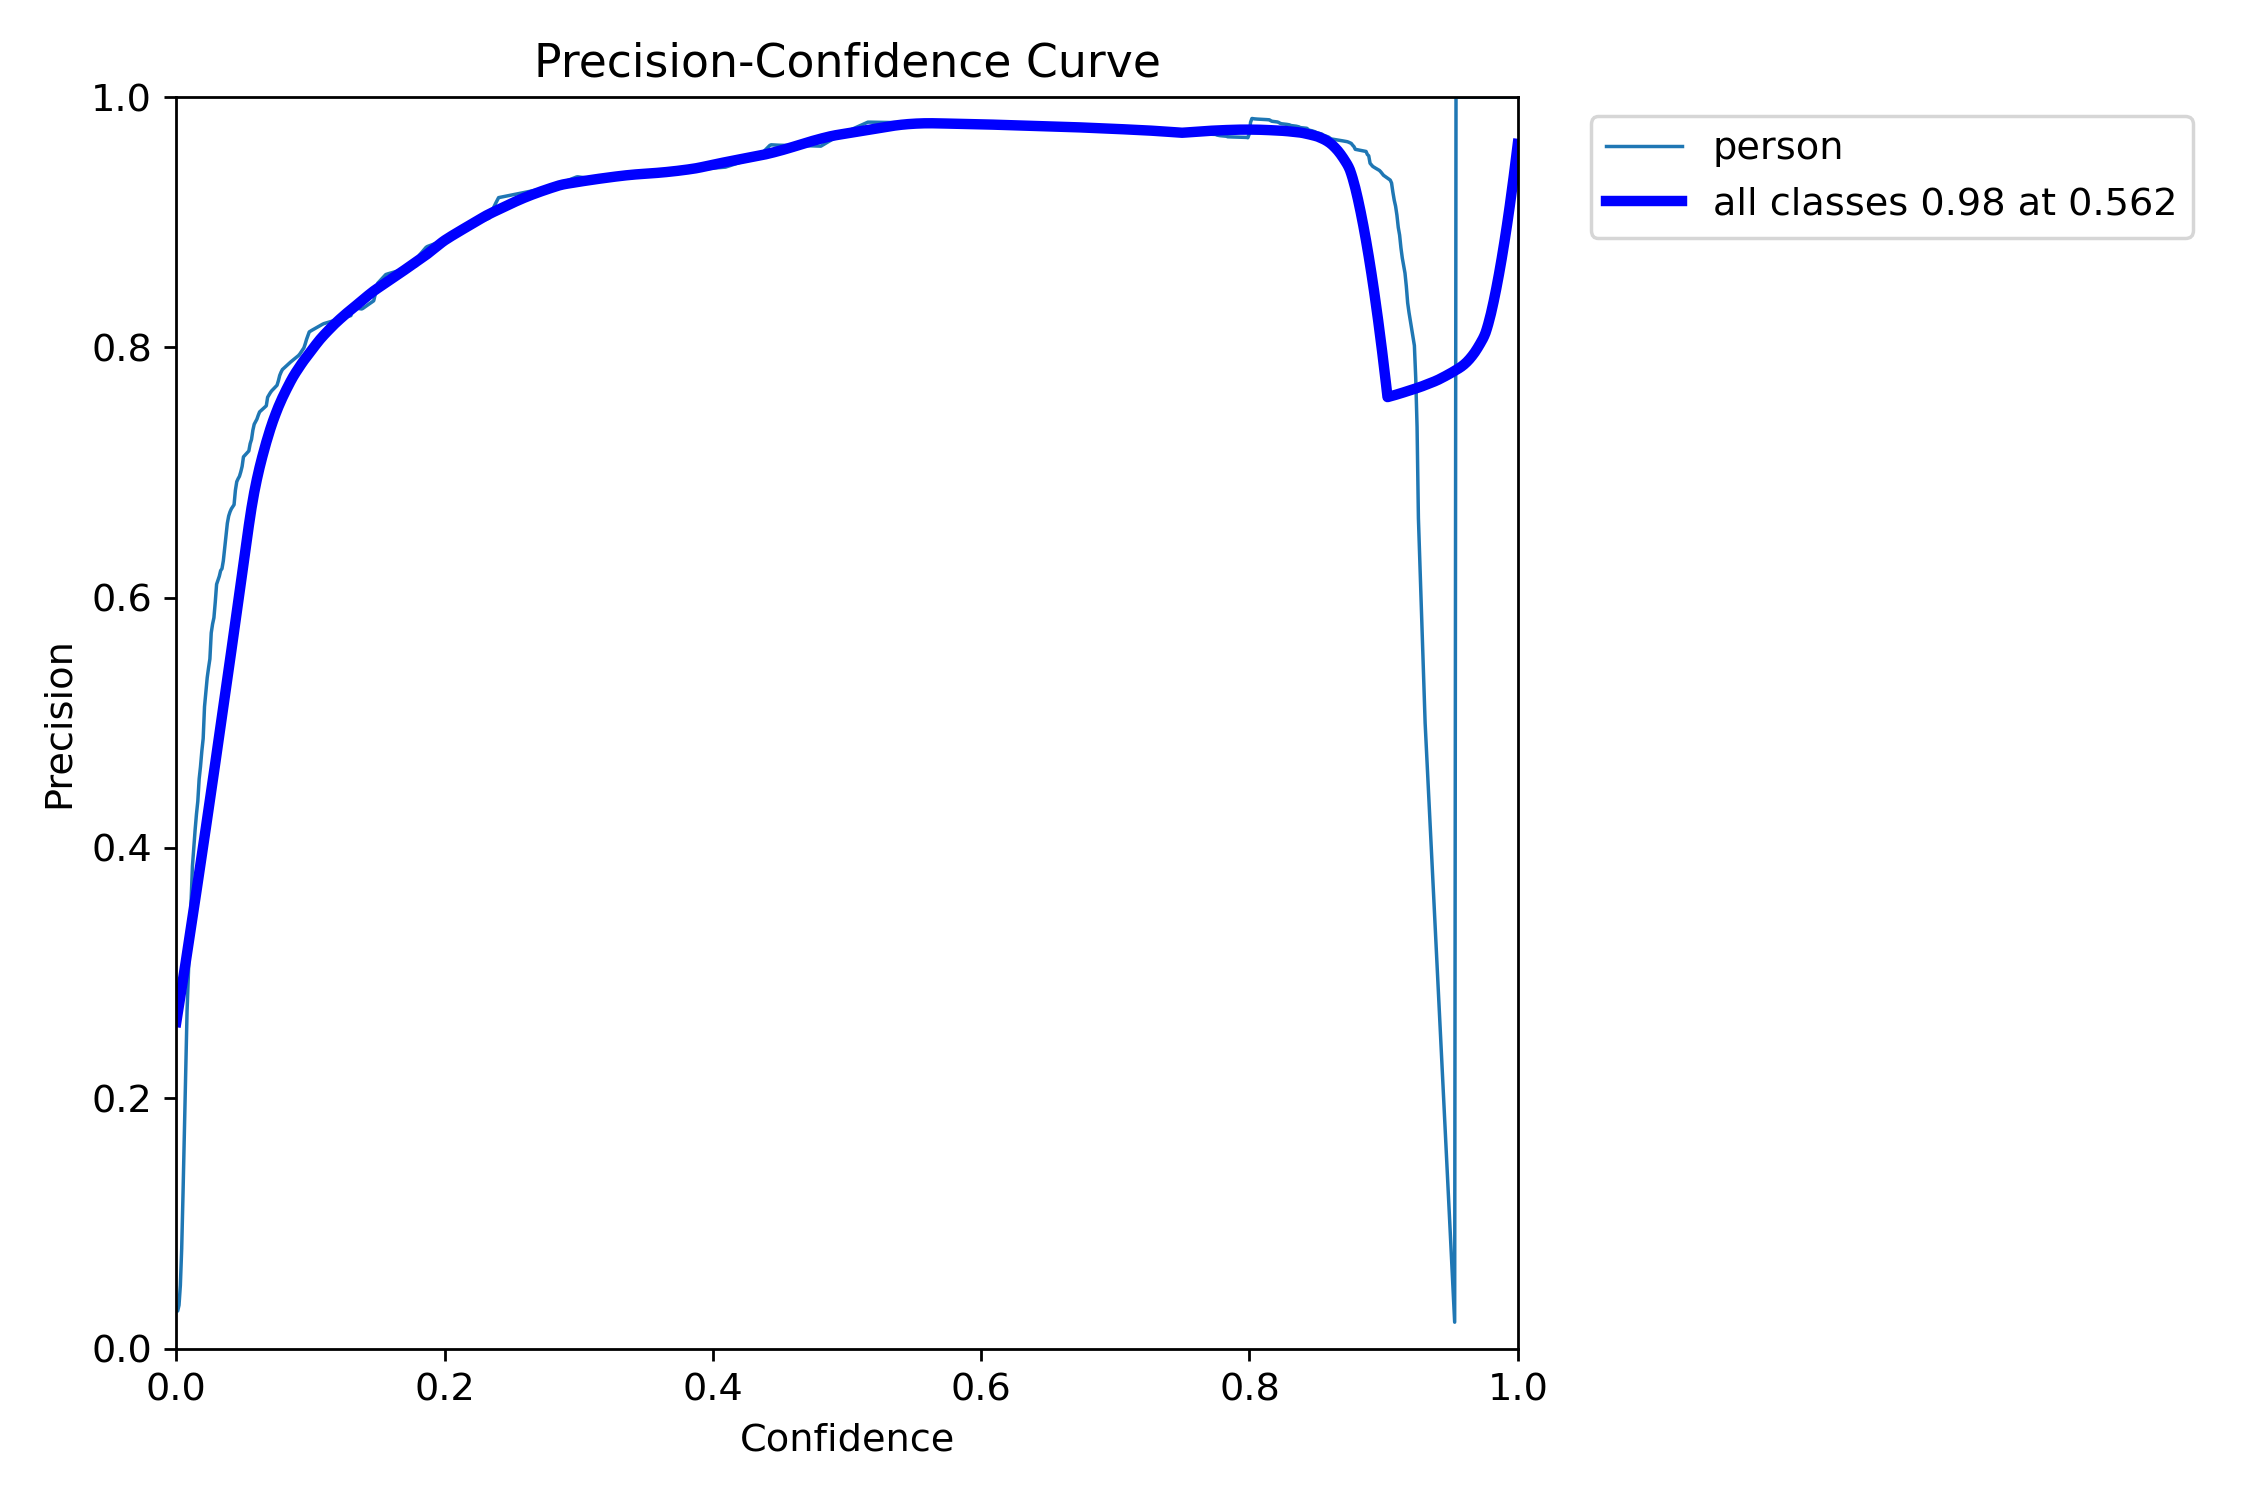 Precision-Confidence Curve
person
all classes 0.98 at 0.562
1.0
0.8
0.6
0.4
0.2
0.0
Precision
0.0 0.2 0.4 0.6 0.8 1.0
Confidence